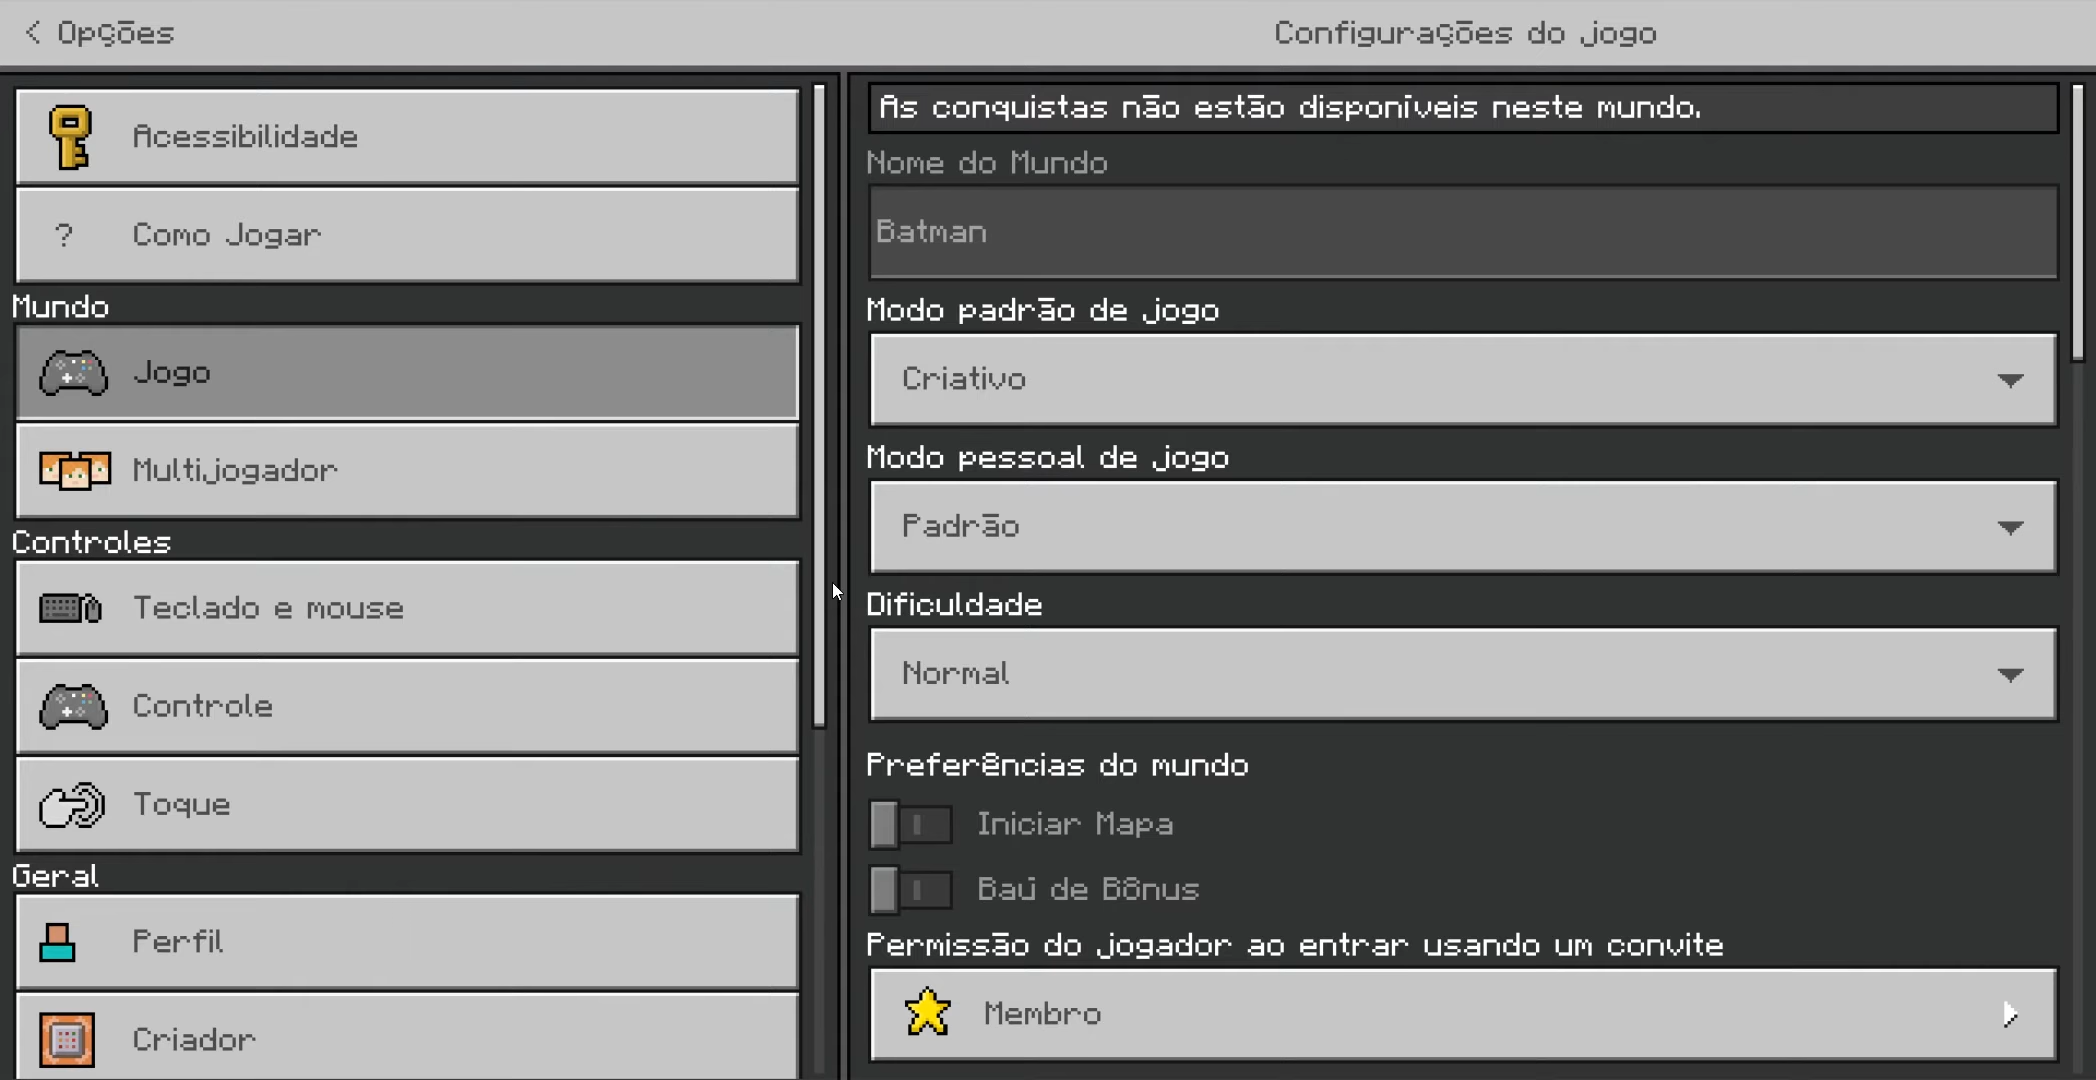 Opções
Configurações do jogo
Acessibilidade
? Como Jogar
Mundo
Jogo
Multijogador
Controles
Teclado e mouse
Controle
Toque
Geral
Perfil
Criador
As conquistas não estão disponíveis neste mundo.
Nome do Mundo
Batman
Modo padrão de jogo
Criativo
Modo pessoal de jogo
Padrão
Dificuldade
Normal
Preferências do mundo
Iniciar Mapa
Baú de Bônus
Permissão do jogador ao entrar usando um convite
Membro